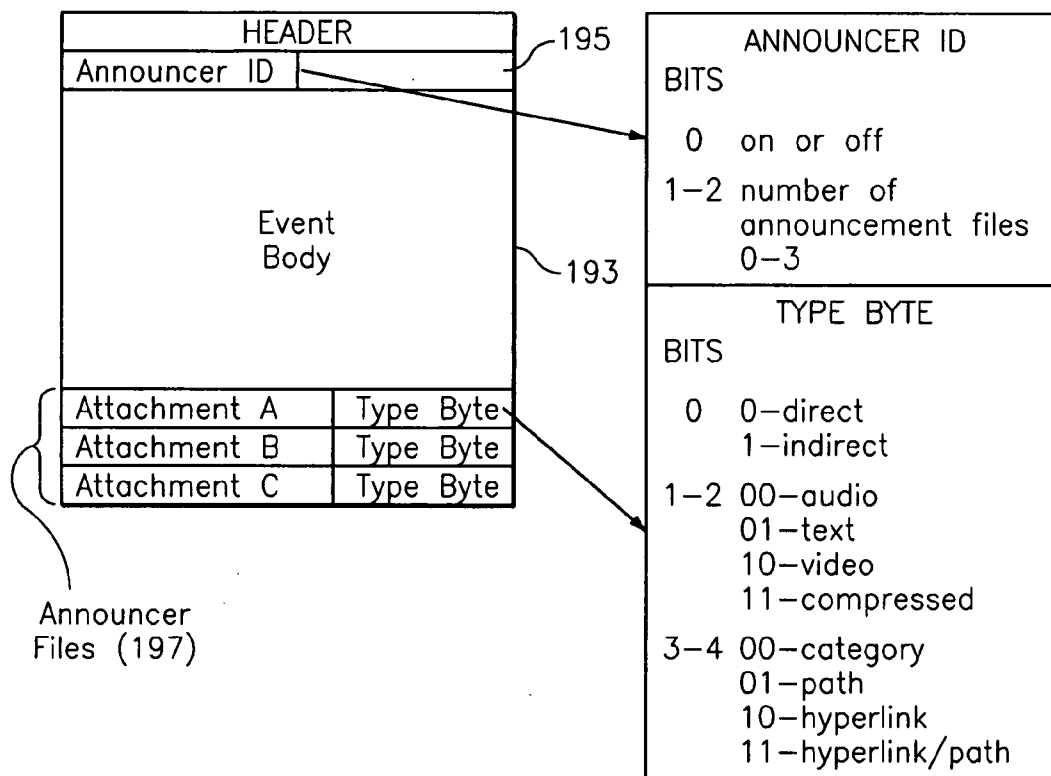 HEADER
Announcer ID
195
Event
Body
193
Attachment A Type Byte
Attachment B Type Byte
Attachment C Type Byte
Announcer
Files (197)
ANNOUNCER ID
BITS
0 on or off
1-2 number of
announcement files
0-3
TYPE BYTE
BITS
0 0-direct
1-indirect
1-2 00-audio
01-text
10-video
11-compressed
3-4 00-category
01-path
10-hyperlink
11-hyperlink/path